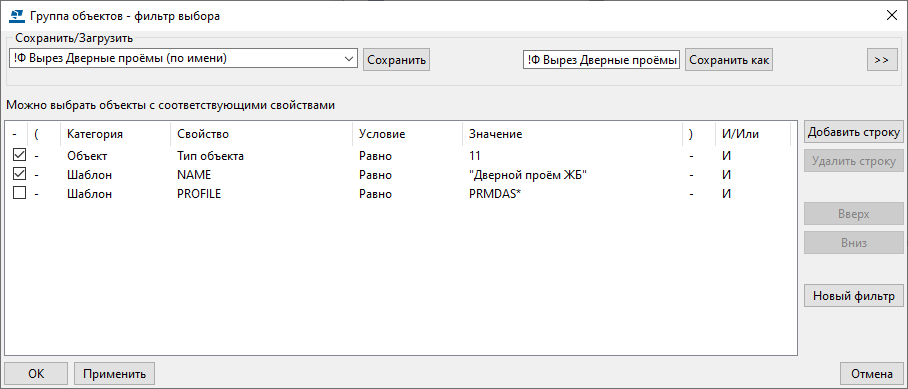 Группа объектов - фильтр выбора
Сохранить/Загрузить
!Ф Вырез Дверные проёмы (по имени) Сохранить !Ф Вырез Дверные проёмы Сохранить как >>
Можно выбрать объекты с соответствующими свойствами
- ( Категория Свойство Условие Значение ) И/Или Добавить строку
- Объект Тип объекта Равно 11 - И Удалить строку
- Шаблон NAME Равно "Дверной проём ЖБ" - И
- Шаблон PROFILE Равно PRMDAS* - И
Вверх
Вниз
Новый фильтр
ОК Применить Отмена